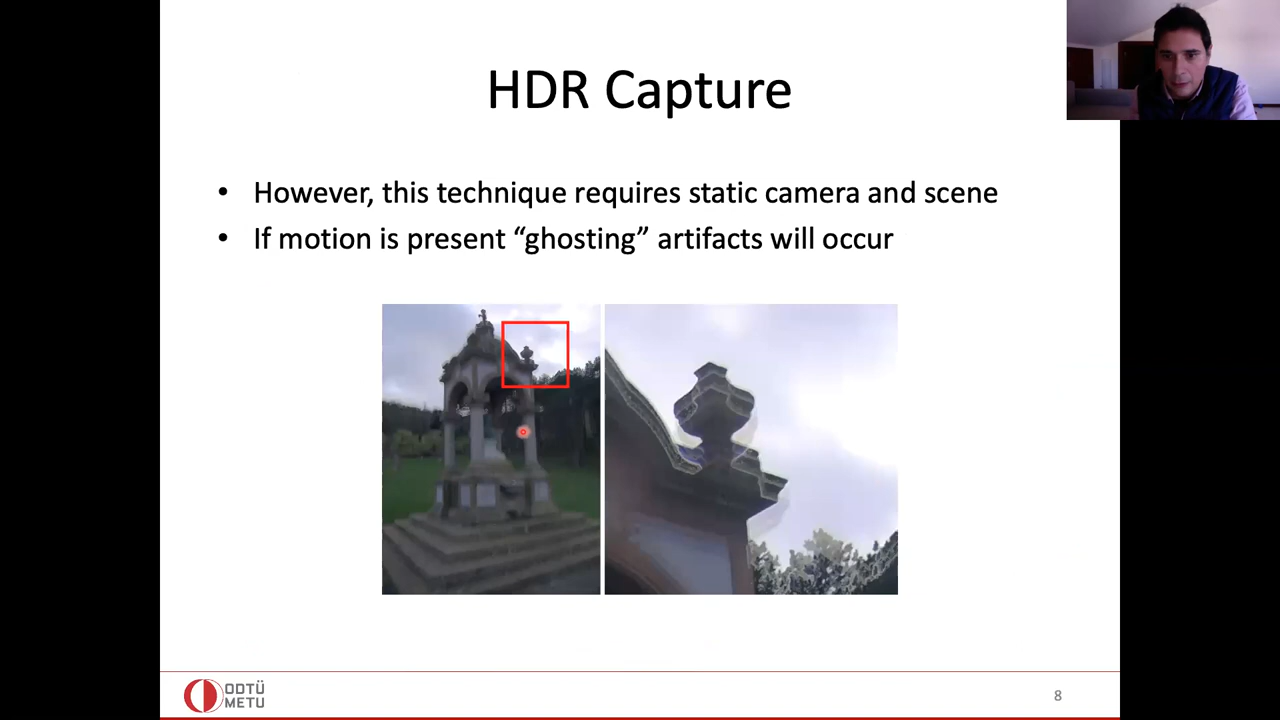 HDR Capture
• However, this technique requires static camera and scene
• If motion is present “ghosting” artifacts will occur
ODTÜ
METU
8